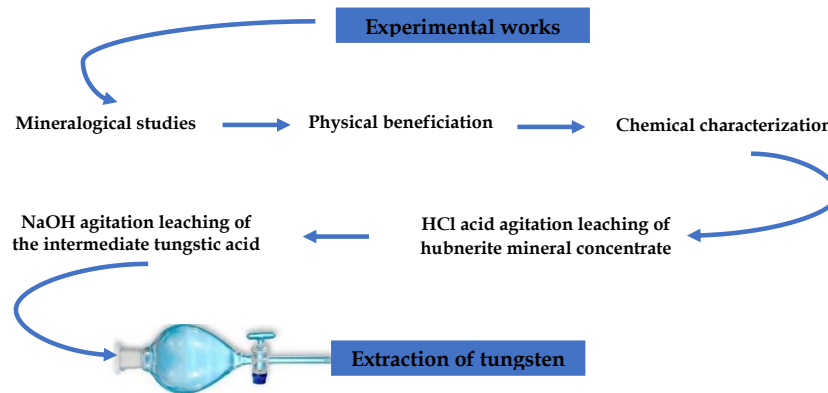 Experimental works
Mineralogical studies
Physical beneficiation
Chemical characterization
HCl acid agitation leaching of
hubnerite mineral concentrate
NaOH agitation leaching of
the intermediate tungstic acid
Extraction of tungsten